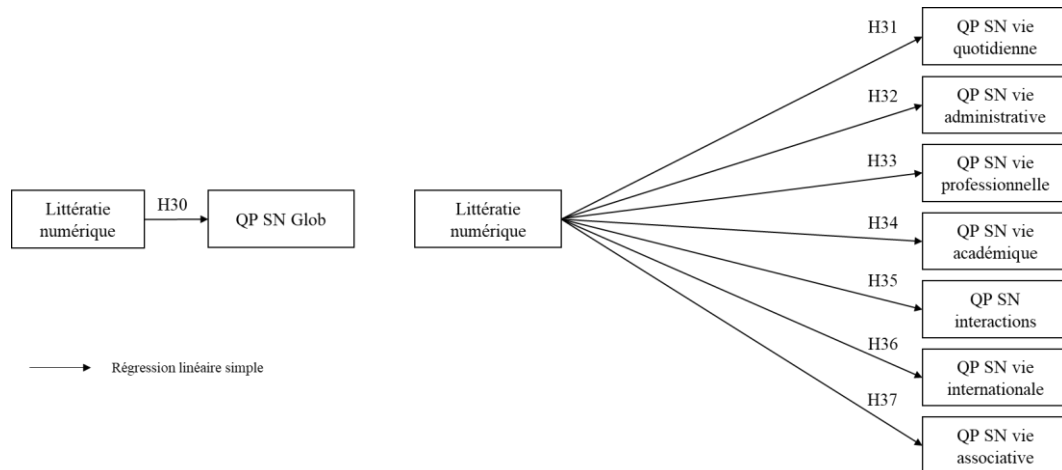 H31
QP SN vie
quotidienne
H32
QP SN vie
administrative
H33
QP SN vie
professionnelle
Littératie
numérique
H30
QP SN Glob
Littératie
numérique
H34
QP SN vie
académique
H35
QP SN
interactions
H36
QP SN vie
internationale
Régression linéaire simple
H37
QP SN vie
associative